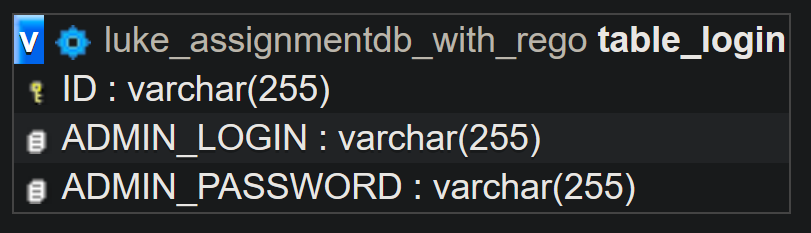 v luke_assignmentdb_with_rego table_login
ID : varchar(255)
ADMIN_LOGIN : varchar(255)
ADMIN_PASSWORD : varchar(255)